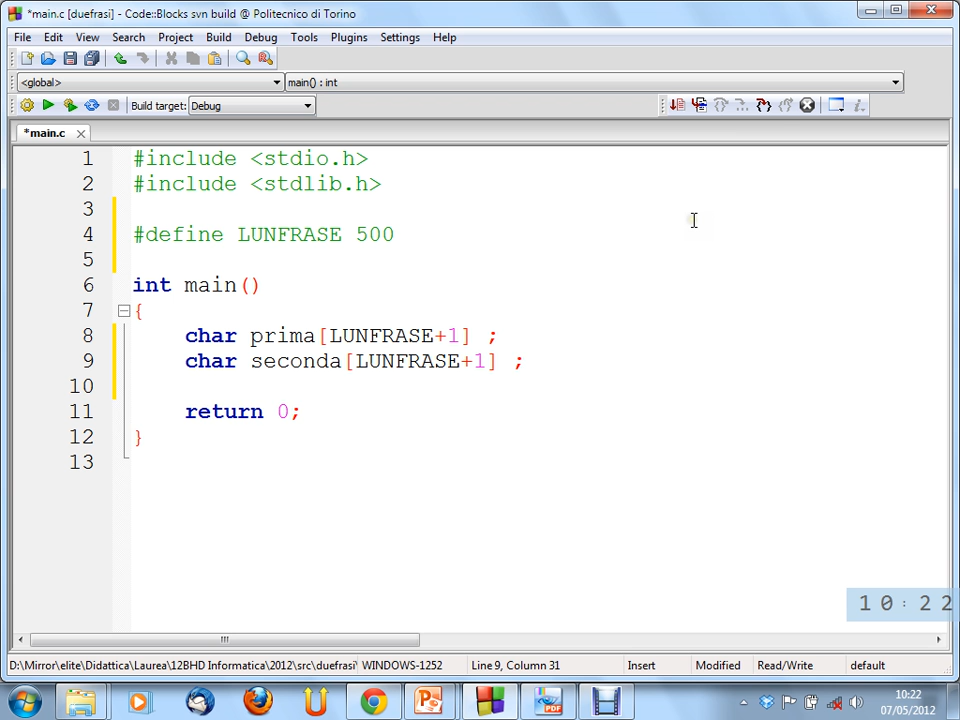 *main.c [duefrasi] - Code::Blocks svn build @ Politecnico di Torino
File Edit View Search Project Build Debug Tools Plugins Settings Help
<global> main() : int
Build target: Debug
*main.c
1 #include <stdio.h>
2 #include <stdlib.h>
3
4 #define LUNFRASE 500
5
6 int main()
7 {
8 char prima[LUNFRASE+1] ;
9 char seconda[LUNFRASE+1] ;
10
11 return 0;
12 }
13
10:22
D:\Mirror\elite\Didattica\Laurea\12BHD Informatica\2012\src\duefrasi\ WINDOWS-1252 Line 9, Column 31 Insert Modified Read/Write default
PDF
10:22
07/05/2012